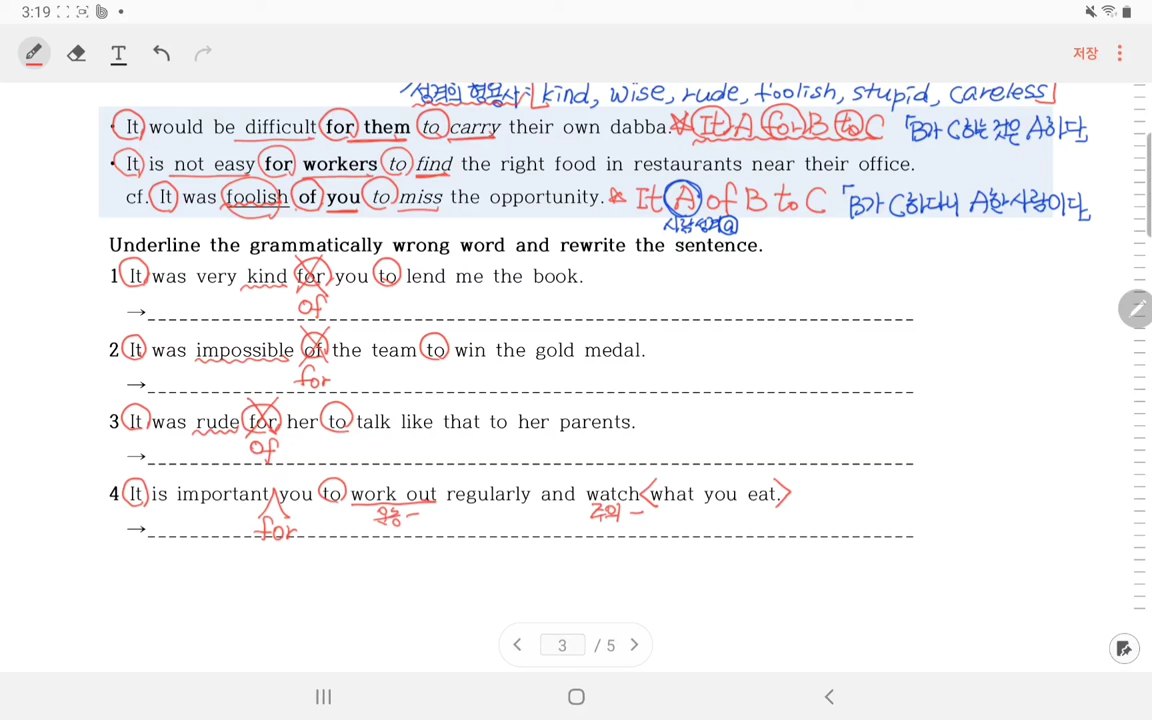 3:19
저장
성격의 형용사 [kind, wise, rude, foolish, stupid, careless]
· It would be difficult for them to carry their own dabba. ☆ It A for B to C 「B가 C하는 것은 A하다」
· It is not easy for workers to find the right food in restaurants near their office.
cf. It was foolish of you to miss the opportunity. ☆ It A of B to C 「B가 C하다니 A한 사람이다」
사람성격 ⓐ
Underline the grammatically wrong word and rewrite the sentence.
1 It was very kind for you to lend me the book.
of
→
2 It was impossible of the team to win the gold medal.
for
→
3 It was rude for her to talk like that to her parents.
of
→
4 It is important you to work out regularly and watch <what you eat.>
for 운동- 주의-
→
3 / 5